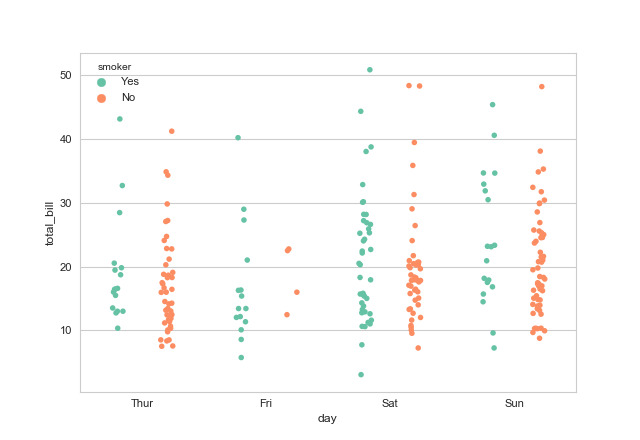 smoker
Yes
No
50
40
30
20
10
total_bill
Thur Fri Sat Sun
day